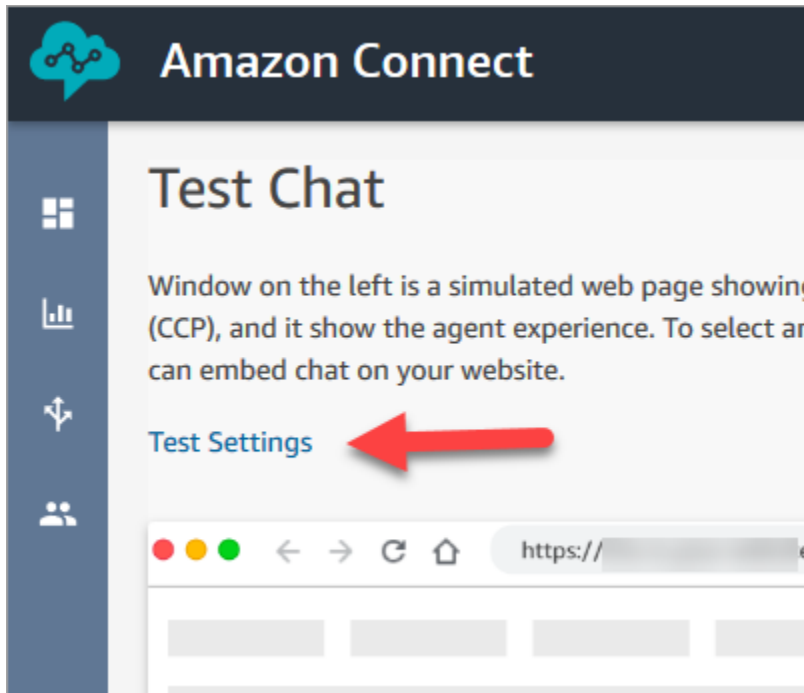 Amazon Connect
Test Chat
Window on the left is a simulated web page showing
(CCP), and it show the agent experience. To select an
can embed chat on your website.
Test Settings
https://